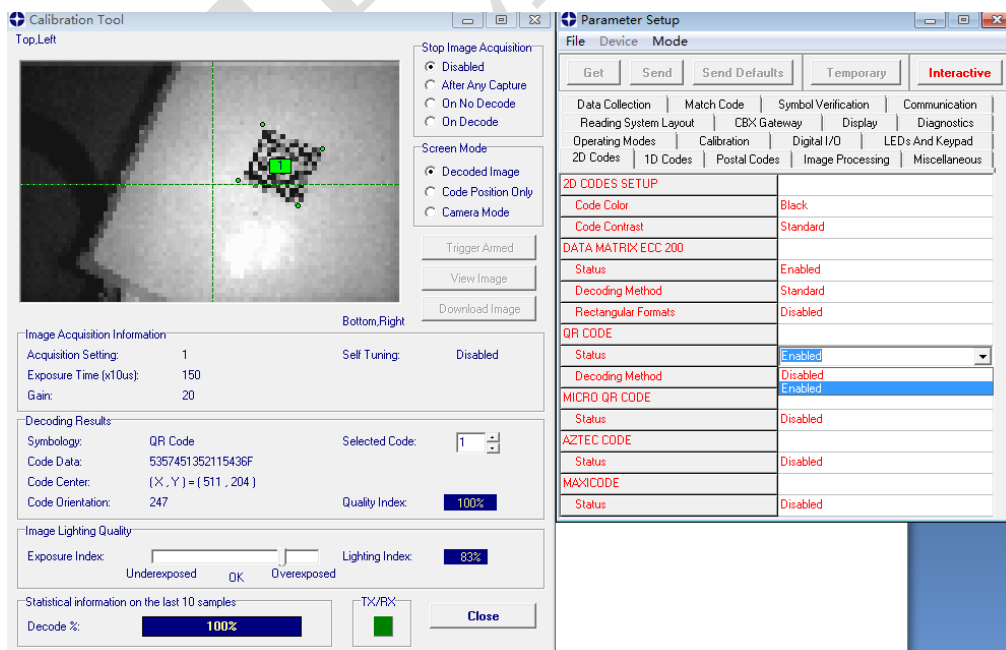 Calibration Tool
Top,Left
Stop Image Acquisition
Disabled
After Any Capture
On No Decode
On Decode
Screen Mode
Decoded Image
Code Position Only
Camera Mode
1
Trigger Armed
View Image
Download Image
Bottom,Right
Image Acquisition Information
Acquisition Setting: 1 Self Tuning: Disabled
Exposure Time (x10us): 150
Gain: 20
Decoding Results
Symbology: QR Code Selected Code: 1
Code Data: 5357451352115436F
Code Center: ( X , Y ) = ( 511 , 204 )
Code Orientation: 247 Quality Index: 100%
Image Lighting Quality
Exposure Index: Lighting Index: 83%
Underexposed OK Overexposed
Statistical information on the last 10 samples TX/RX
Decode %: 100% Close
Parameter Setup
File Device Mode
Get Send Send Defaults Temporary Interactive
Data Collection Match Code Symbol Verification Communication
Reading System Layout CBX Gateway Display Diagnostics
Operating Modes Calibration Digital I/O LEDs And Keypad
2D Codes 1D Codes Postal Codes Image Processing Miscellaneous
2D CODES SETUP
Code Color Black
Code Contrast Standard
DATA MATRIX ECC 200
Status Enabled
Decoding Method Standard
Rectangular Formats Disabled
QR CODE
Status Enabled
Decoding Method Disabled
Enabled
MICRO QR CODE
Status Disabled
AZTEC CODE
Status Disabled
MAXICODE
Status Disabled